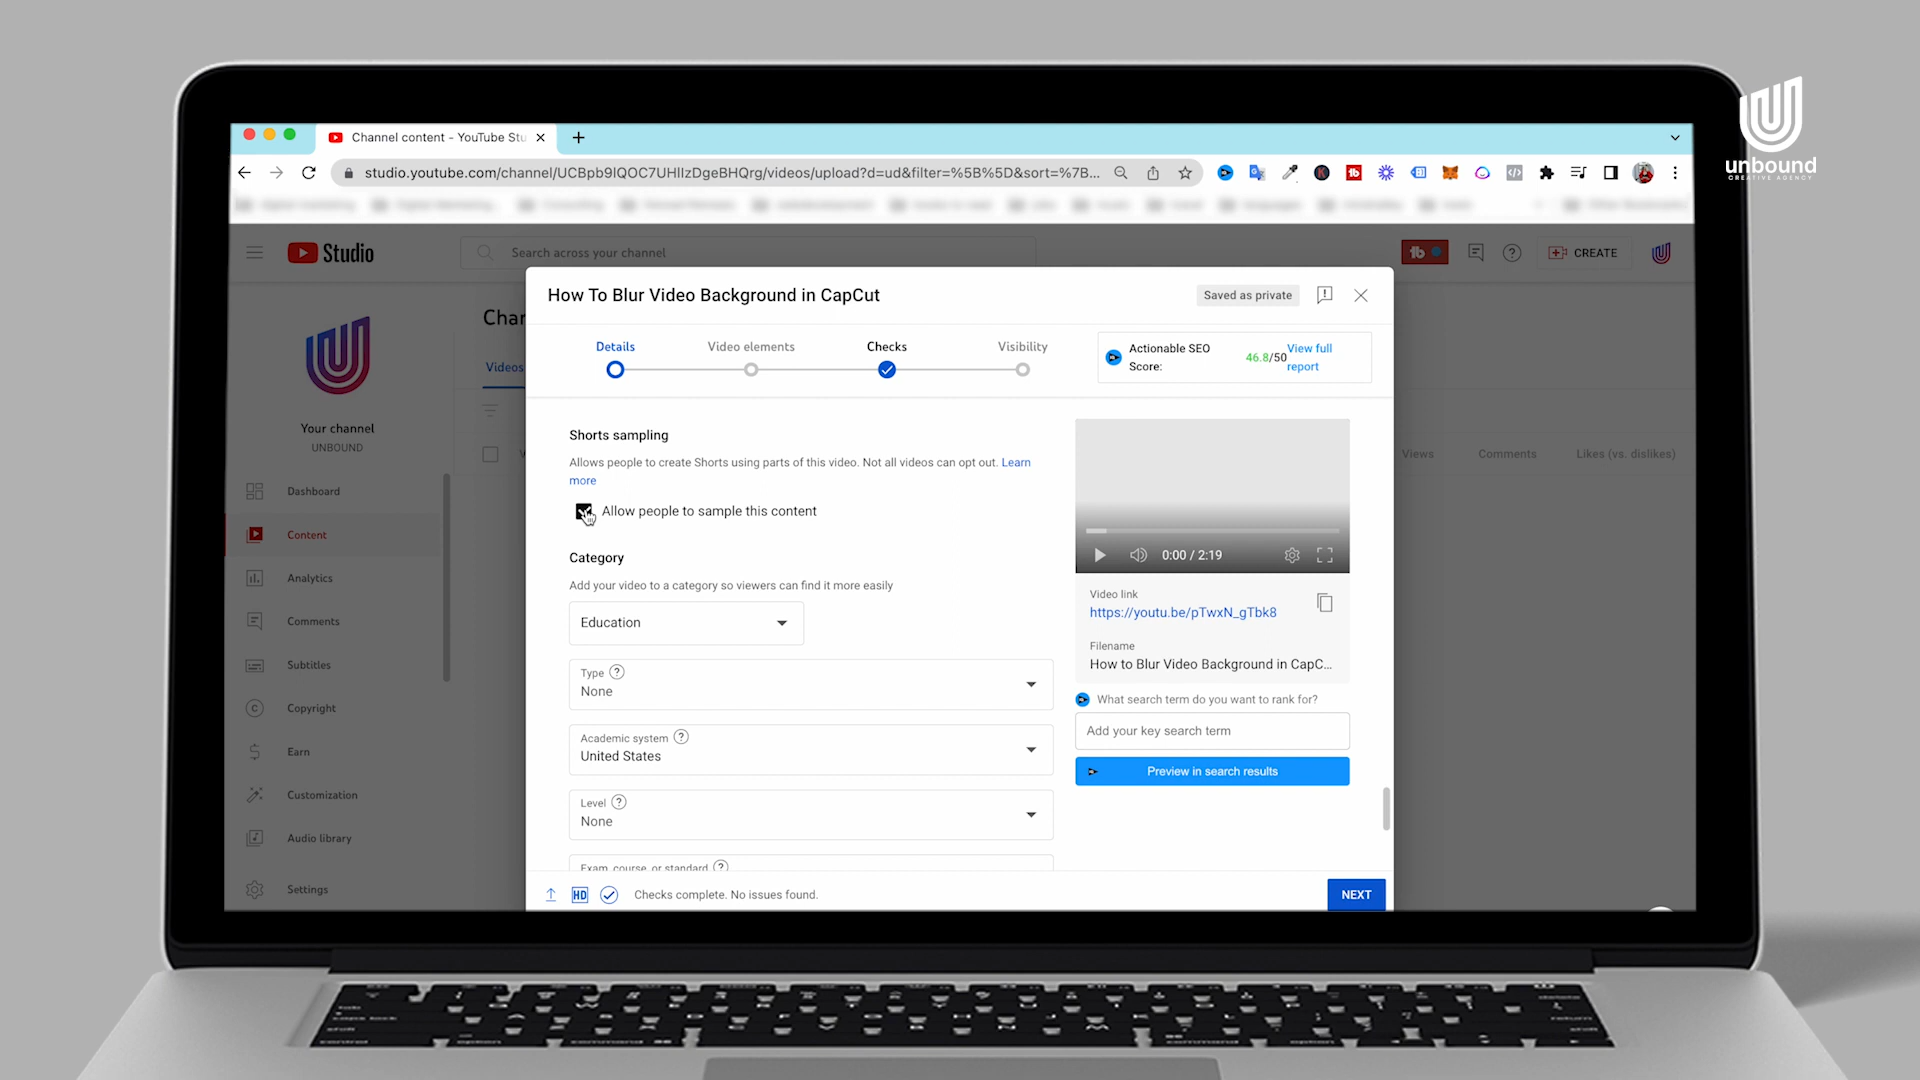 unbound
CREATIVE AGENCY
Channel content - YouTube Stu
studio.youtube.com/channel/UCBpb9IQOC7UHIIzDgeBHQrg/videos/upload?d=ud&filter=%5B%5D&sort=%7B...
Studio
Search across your channel
tb
CREATE
How To Blur Video Background in CapCut
Saved as private
Details
Video elements
Checks
Visibility
Actionable SEO
Score:
46.8/50
View full
report
Char
Videos
Your channel
UNBOUND
Dashboard
Content
Analytics
Comments
Subtitles
Copyright
Earn
Customization
Audio library
Settings
Views
Comments
Likes (vs. dislikes)
Shorts sampling
Allows people to create Shorts using parts of this video. Not all videos can opt out. Learn
more
Allow people to sample this content
Category
Add your video to a category so viewers can find it more easily
Education
Type
None
Academic system
United States
Level
None
Exam, course, or standard
0:00 / 2:19
Video link
https://youtu.be/pTwxN_gTbk8
Filename
How to Blur Video Background in CapC...
What search term do you want to rank for?
Add your key search term
Preview in search results
HD
Checks complete. No issues found.
NEXT